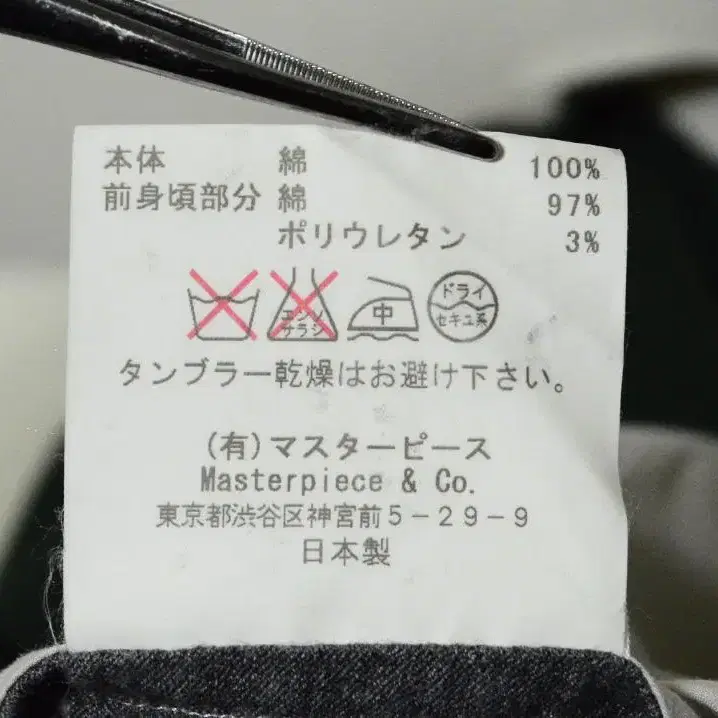 本体 綿 100%
前身頃部分 綿 97%
ポリウレタン 3%
エンソ
サラシ
中
ドライ
セキユ系
タンブラー乾燥はお避け下さい。
(有)マスターピース
Masterpiece & Co.
東京都渋谷区神宮前5-29-9
日本製